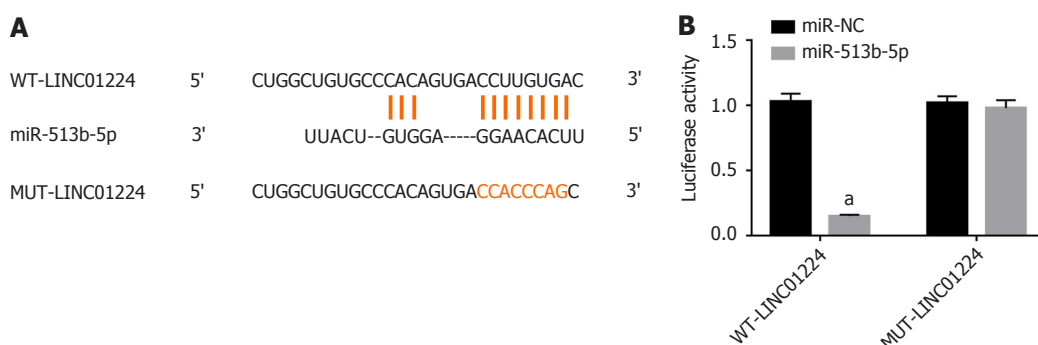 A
WT-LINC01224 5' CUGGCUGUGCCCACAGUGACCUUGUGAC 3'
miR-513b-5p 3' UUACU--GUGGA-----GGAACACUU 5'
MUT-LINC01224 5' CUGGCUGUGCCCACAGUGACCACCCAGC 3'
B
miR-NC
miR-513b-5p
Luciferase activity
1.5
1.0
0.5
0.0
a
WT-LINC01224
MUT-LINC01224